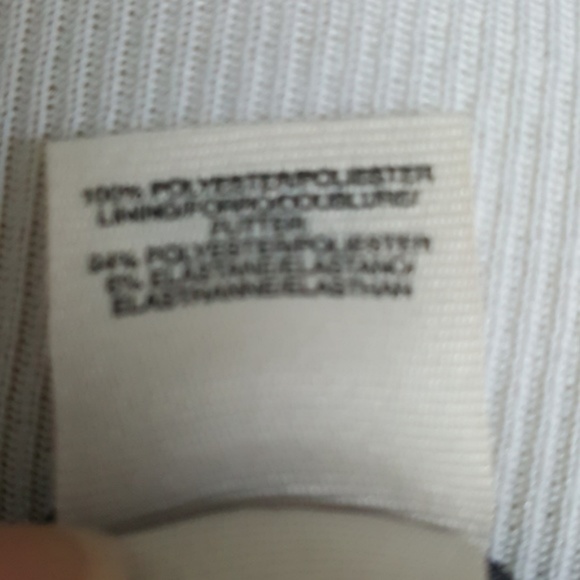 100% POLYESTER/POLIESTER
LINING/FORRO/DOUBLURE/
FUTTER:
94% POLYESTER/POLIESTER
6% ELASTANE/ELASTANO/
ELASTHANNE/ELASTHAN